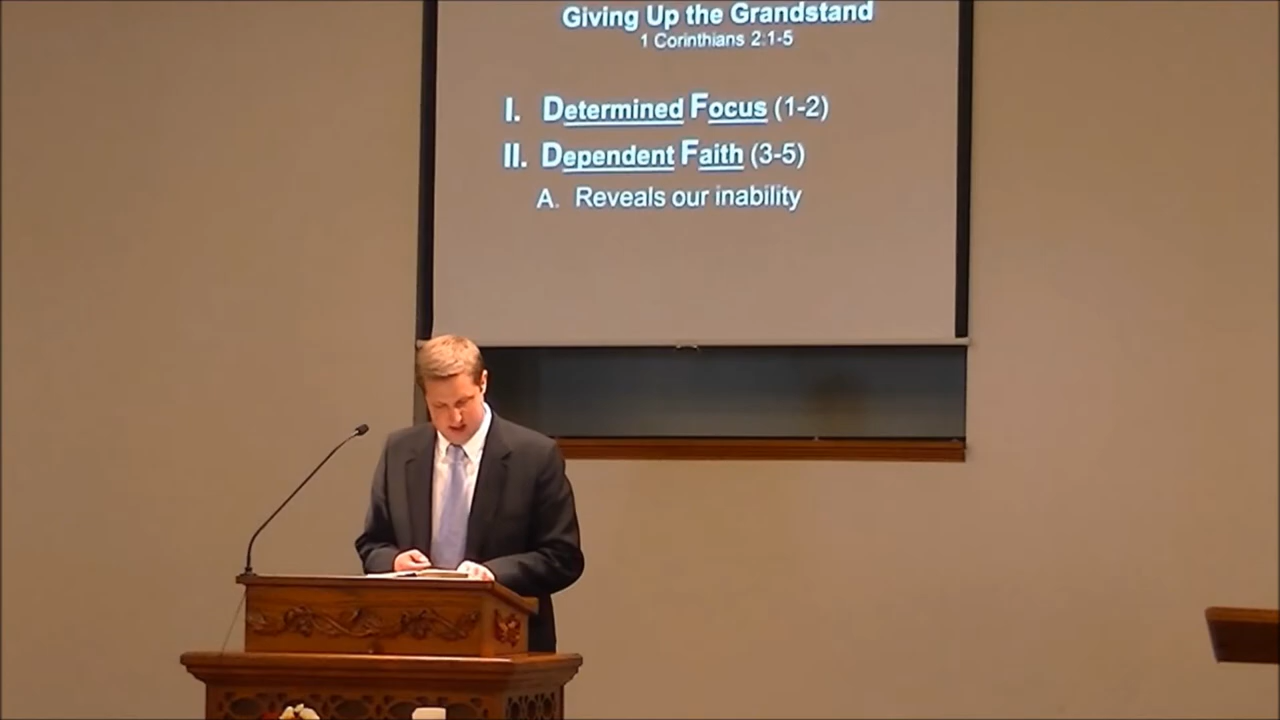 Giving Up the Grandstand
1 Corinthians 2:1-5
I. Determined Focus (1-2)
II. Dependent Faith (3-5)
A. Reveals our inability